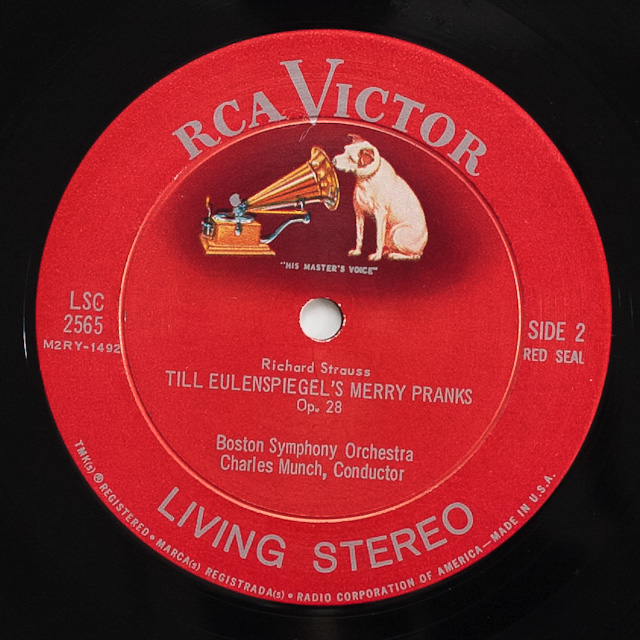 RCA VICTOR
"HIS MASTER'S VOICE"
LSC
2565
M2RY-1492
SIDE 2
RED SEAL
Richard Strauss
TILL EULENSPIEGEL'S MERRY PRANKS
Op. 28
Boston Symphony Orchestra
Charles Munch, Conductor
LIVING STEREO
TMK(s) ® REGISTERED • MARCA(s) REGISTRADA(s) • RADIO CORPORATION OF AMERICA—MADE IN U.S.A.